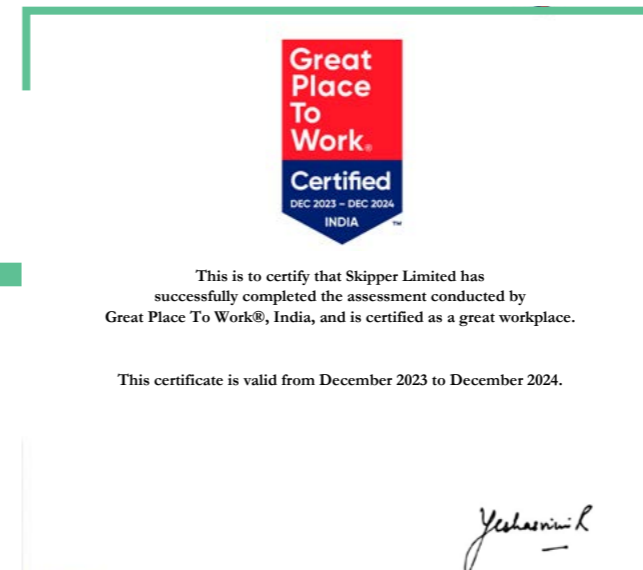 Great
Place
To
Work®
Certified
DEC 2023 – DEC 2024
INDIA ™
This is to certify that Skipper Limited has
successfully completed the assessment conducted by
Great Place To Work®, India, and is certified as a great workplace.
This certificate is valid from December 2023 to December 2024.
Yeshasvini R